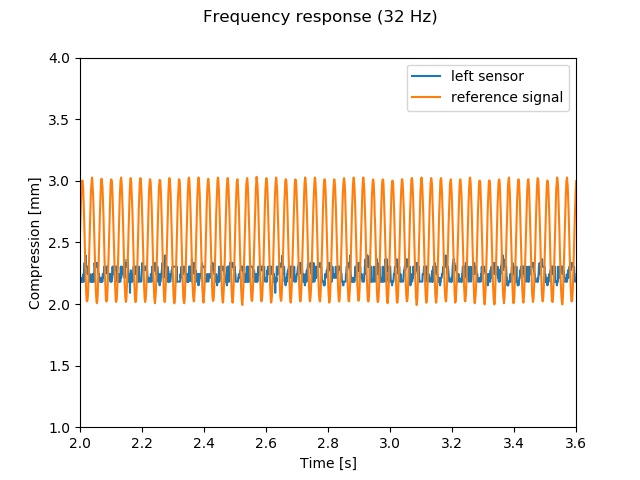 Frequency response (32 Hz)
4.0
3.5
3.0
2.5
2.0
1.5
1.0
Compression [mm]
left sensor
reference signal
2.0 2.2 2.4 2.6 2.8 3.0 3.2 3.4 3.6
Time [s]